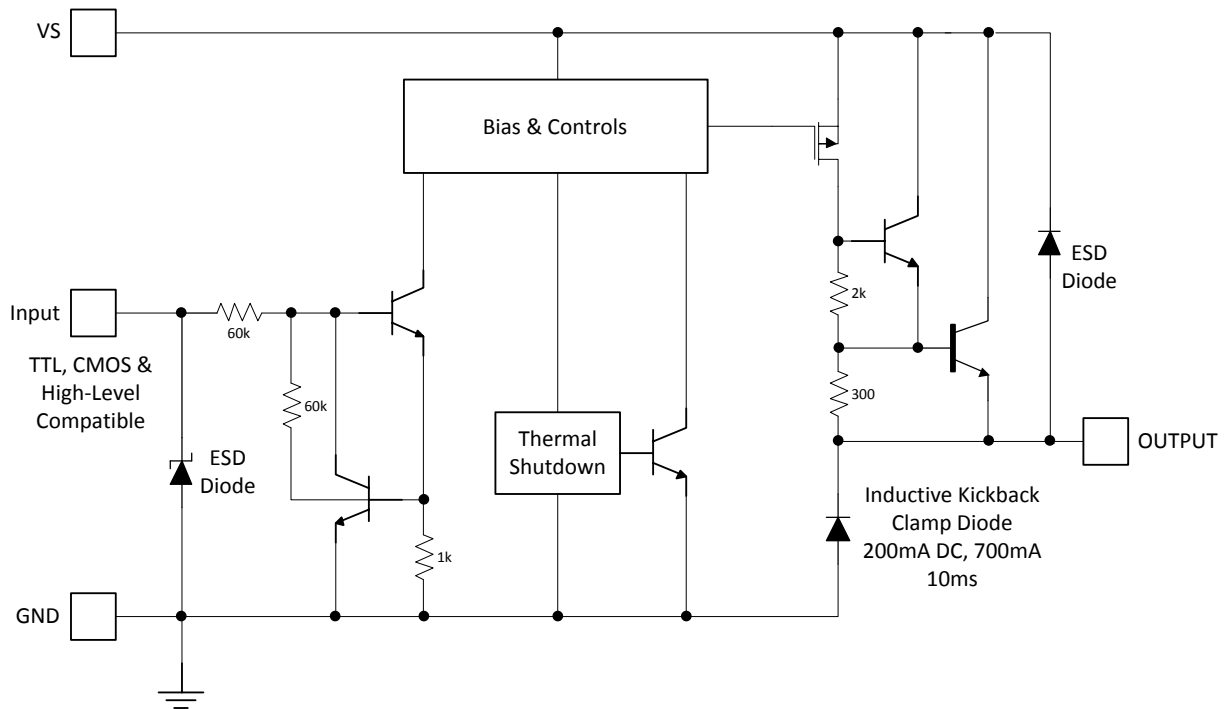 VS
Bias & Controls
Input
60k
TTL, CMOS &
High-Level
Compatible
60k
ESD
Diode
1k
GND
Thermal
Shutdown
2k
300
ESD
Diode
OUTPUT
Inductive Kickback
Clamp Diode
200mA DC, 700mA
10ms